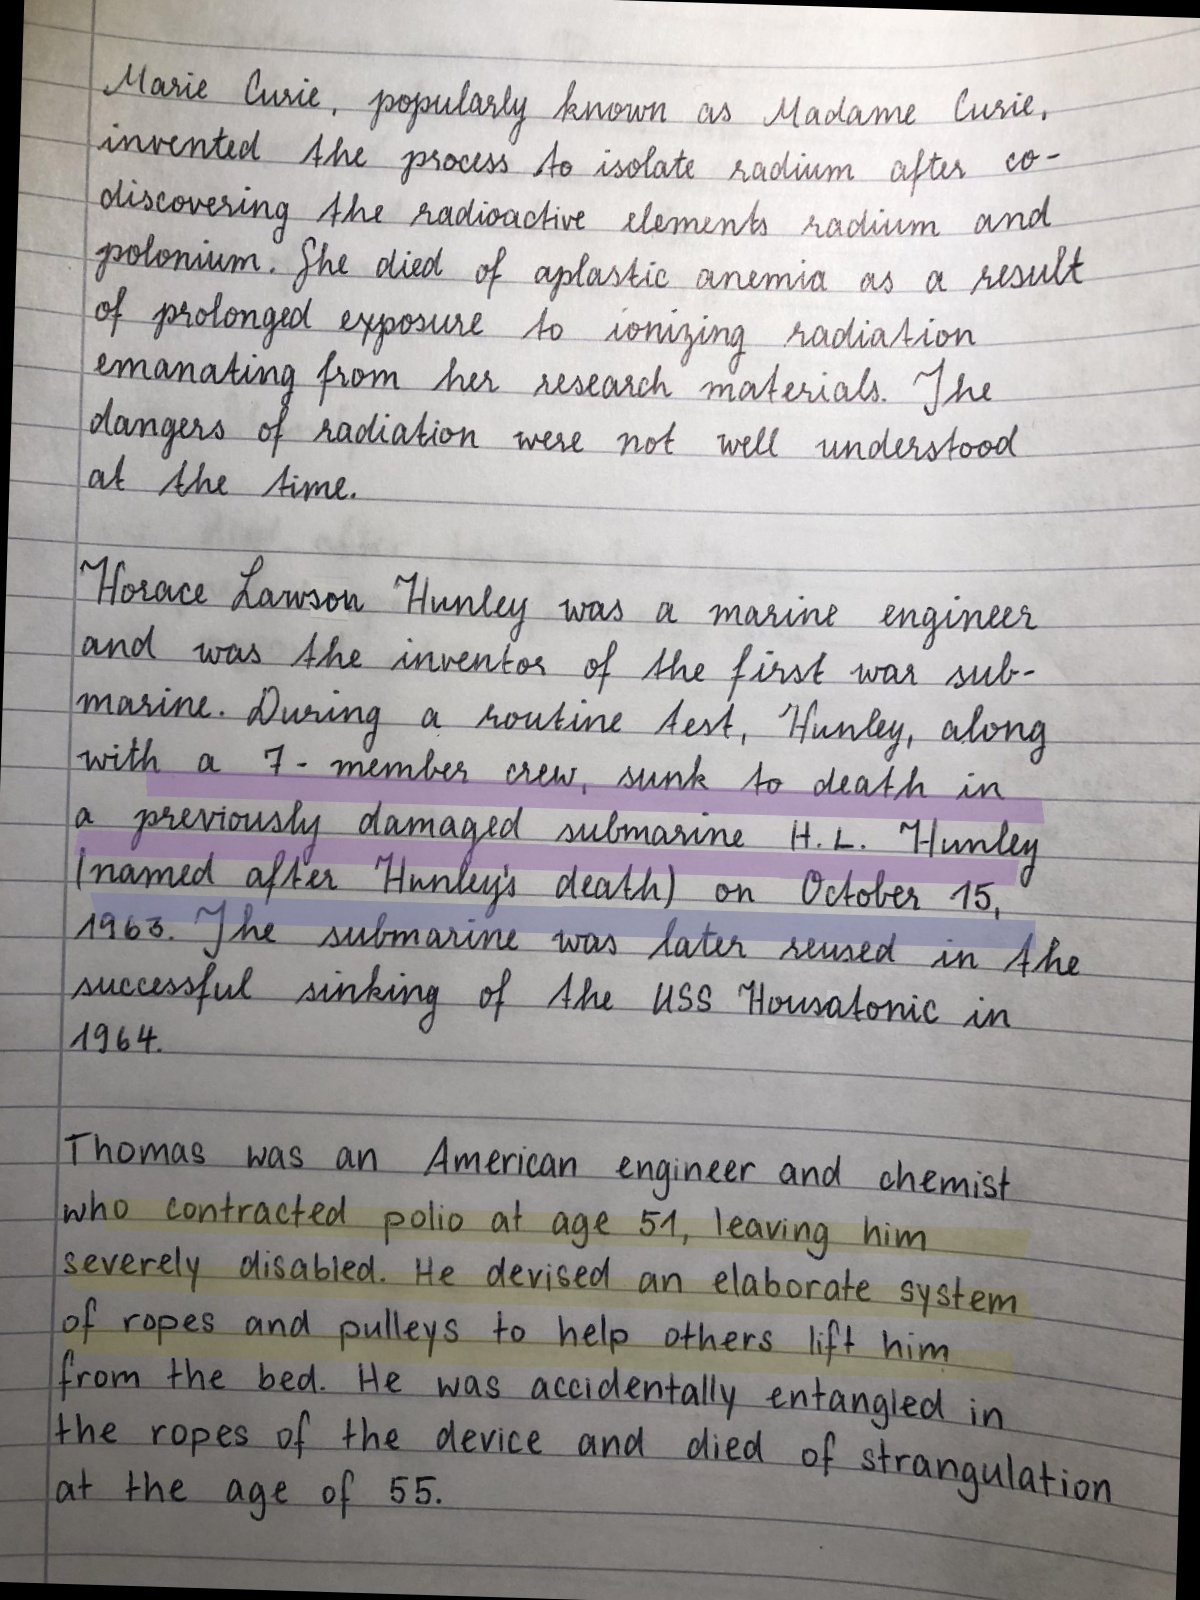 Marie Curie, popularly known as Madame Curie,
invented the process to isolate radium after co-
discovering the radioactive elements radium and
polonium. She died of aplastic anemia as a result
of prolonged exposure to ionizing radiation
emanating from her research materials. The
dangers of radiation were not well understood
at the time.
Horace Lawson Hunley was a marine engineer
and was the inventor of the first war sub-
marine. During a routine test, Hunley, along
with a 7- member crew, sunk to death in
a previously damaged submarine H.L. Hunley
(named after Hunley's death) on October 15,
1963. The submarine was later reused in the
successful sinking of the USS Housatonic in
1964.
Thomas was an American engineer and chemist
who contracted polio at age 51, leaving him
severely disabled. He devised an elaborate system
of ropes and pulleys to help others lift him
from the bed. He was accidentally entangled in
the ropes of the device and died of strangulation
at the age of 55.